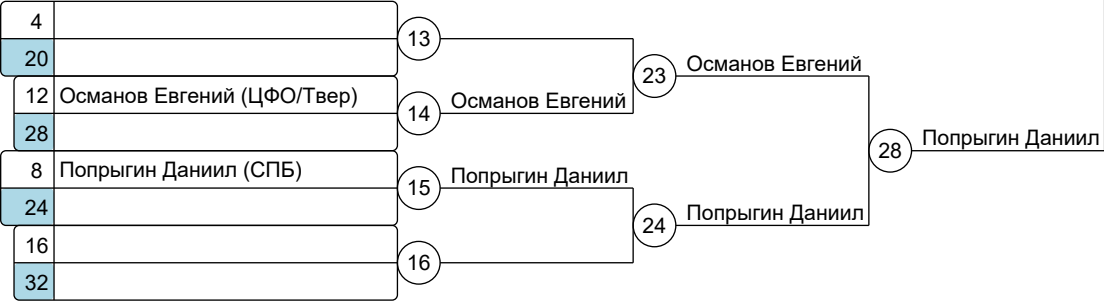 4
20
13
12 Османов Евгений (ЦФО/Твер)
28
14
Османов Евгений
23
Османов Евгений
8 Попрыгин Даниил (СПБ)
24
15
Попрыгин Даниил
16
32
16
24
Попрыгин Даниил
28
Попрыгин Даниил